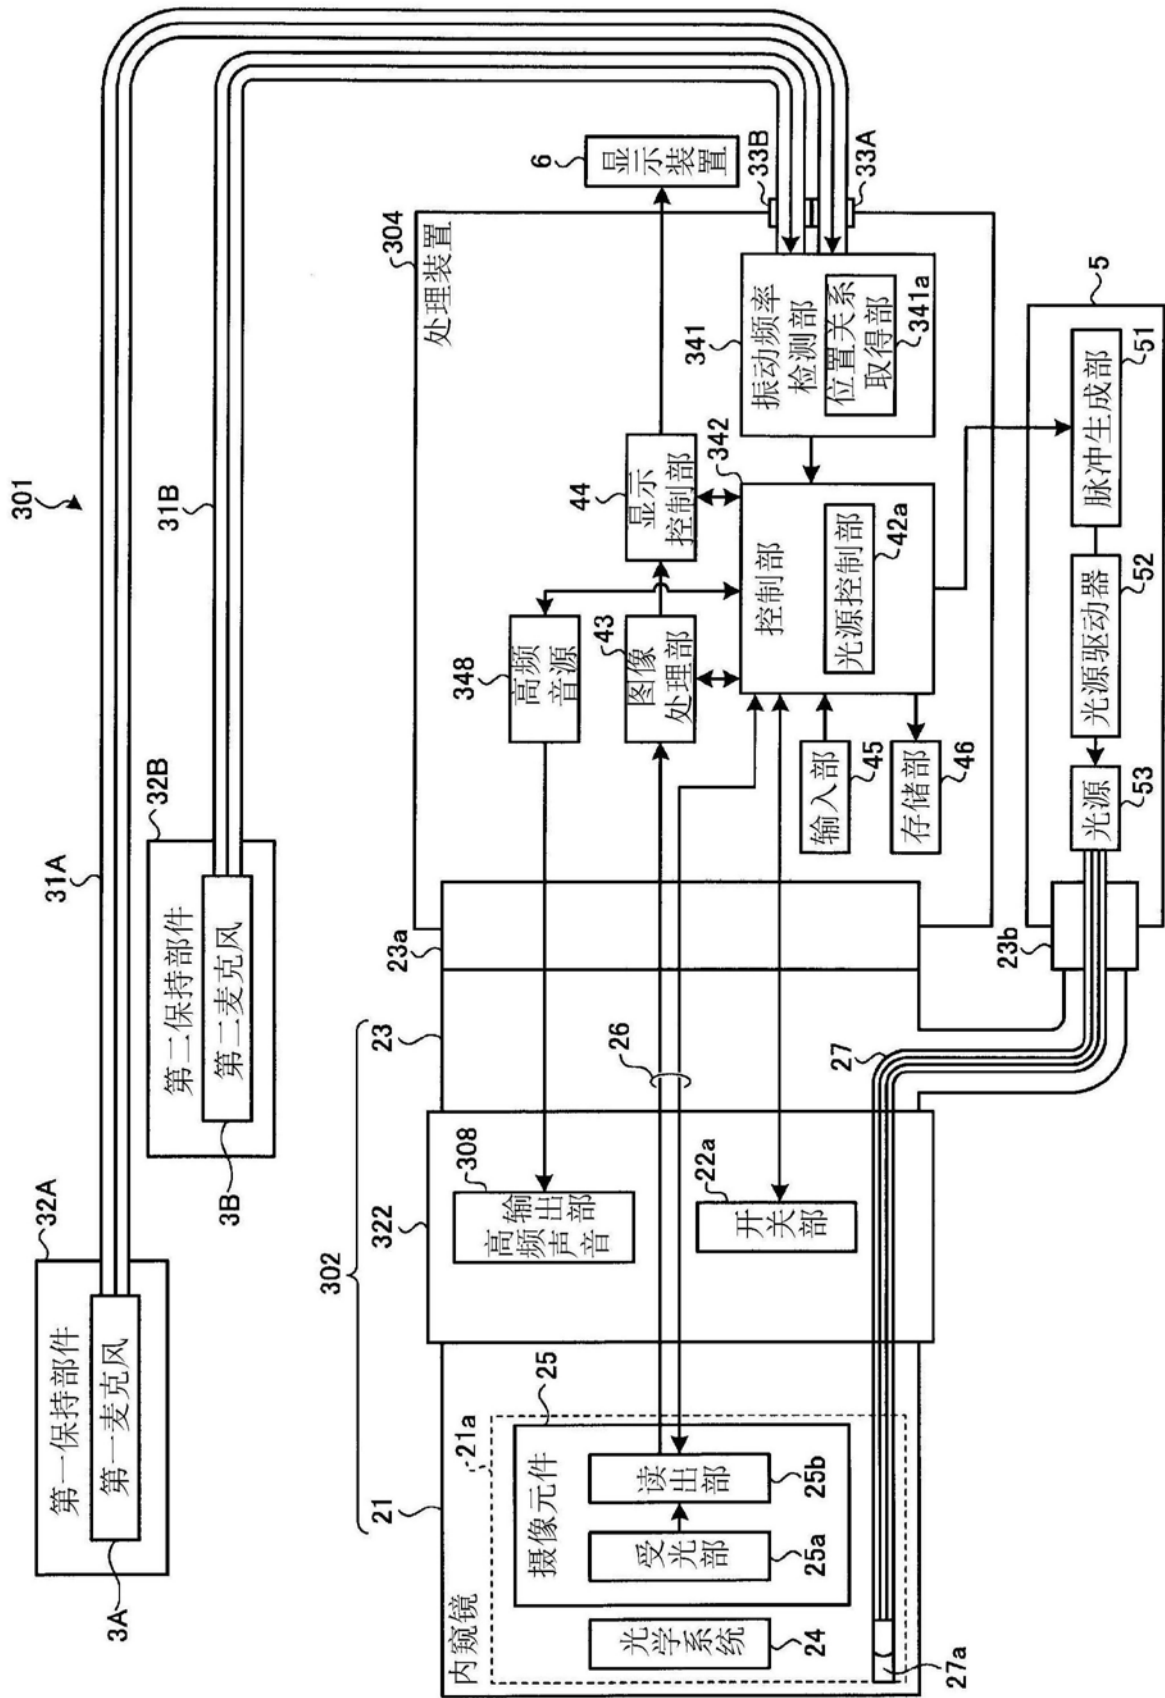 301
32A
第一保持部件
第一麦克风
3A
31A
32B
第二保持部件
第二麦克风
3B
31B
302
21
322
23
内窥镜
21a
25
摄像元件
受光部
25a
读出部
25b
光学系统
24
27a
308
高频声音
输出部
22a
开关部
26
27
23a
23b
304
处理装置
348
高频
音源
43
图像
处理部
44
显示
控制部
6
显示装置
342
控制部
光源控制部
42a
341
振动频率
检测部
位置关系
取得部
341a
33B
33A
输入部
45
存储部
46
5
光源
53
光源驱动器
52
脉冲生成部
51